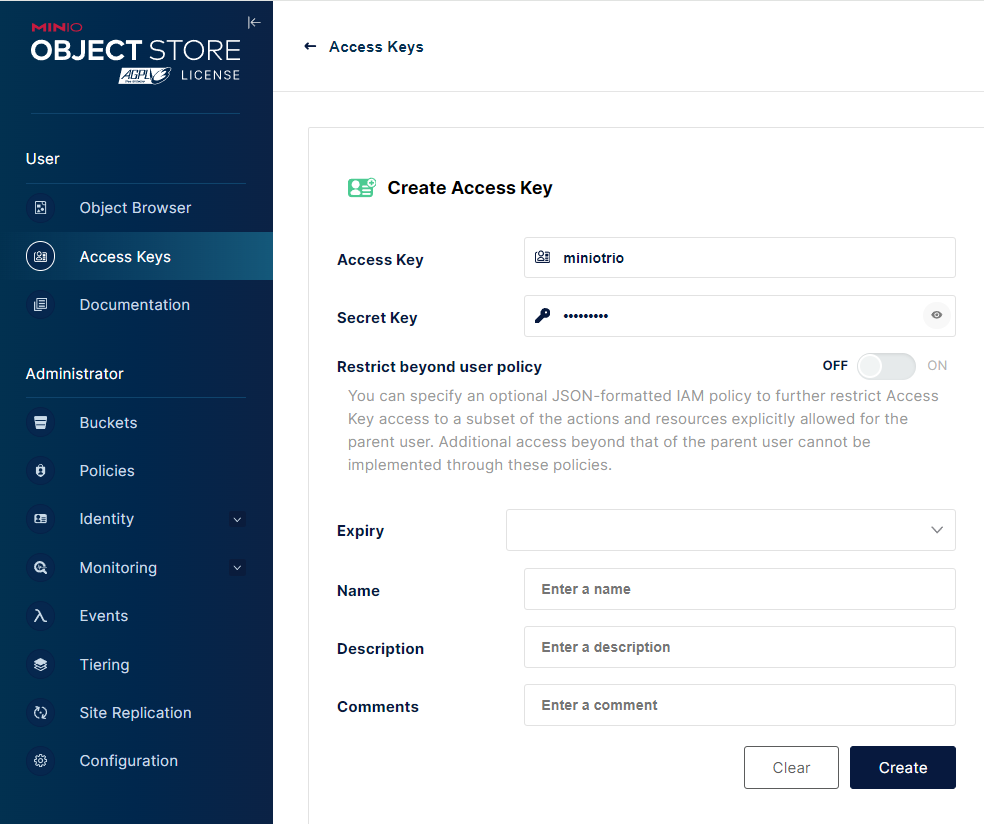 MINIO
OBJECT STORE
AGPL V3 LICENSE
User
Object Browser
Access Keys
Documentation
Administrator
Buckets
Policies
Identity
Monitoring
Events
Tiering
Site Replication
Configuration
← Access Keys
Create Access Key
Access Key miniotrio
Secret Key •••••••••
Restrict beyond user policy OFF ON
You can specify an optional JSON-formatted IAM policy to further restrict Access
Key access to a subset of the actions and resources explicitly allowed for the
parent user. Additional access beyond that of the parent user cannot be
implemented through these policies.
Expiry
Name Enter a name
Description Enter a description
Comments Enter a comment
Clear Create